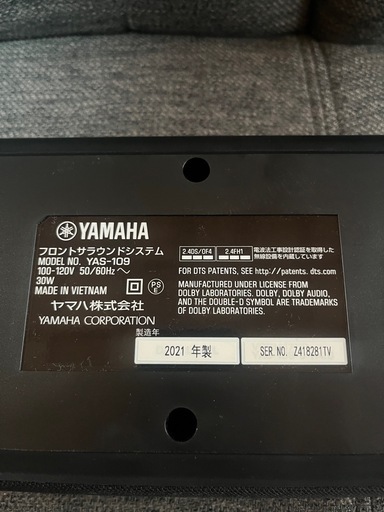 YAMAHA
フロントサラウンドシステム
MODEL NO. YAS-109
100-120V 50/60Hz～
30W
MADE IN VIETNAM
PS
E
ヤマハ株式会社
YAMAHA CORPORATION
2.4DS/OF4
2.4FH1
電波法工事設計認証を取得した
無線設備を内蔵しています
FOR DTS PATENTS, SEE http://patents.dts.com
MANUFACTURED UNDER LICENSE FROM
DOLBY LABORATORIES. DOLBY, DOLBY AUDIO,
AND THE DOUBLE-D SYMBOL ARE TRADEMARKS
OF DOLBY LABORATORIES.
製造年
2021 年製
SER. NO. Z418281TV